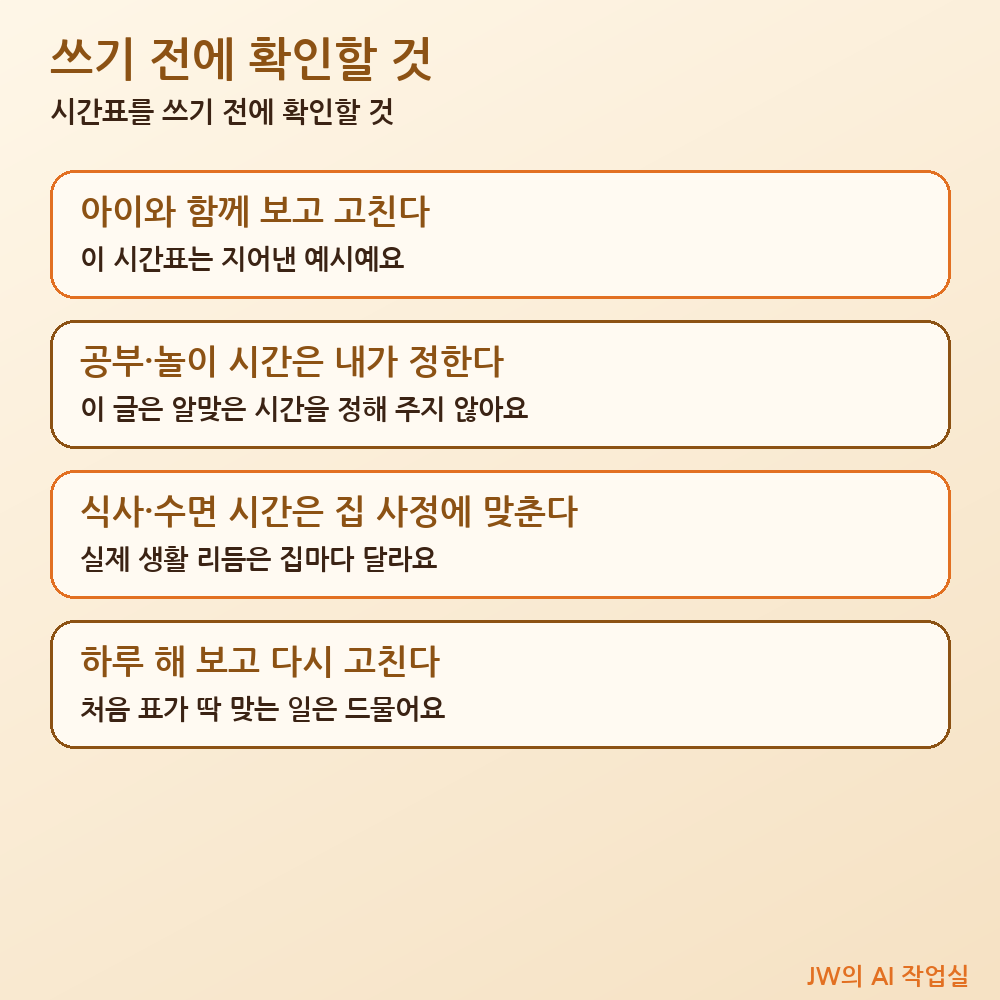 쓰기 전에 확인할 것
시간표를 쓰기 전에 확인할 것
아이와 함께 보고 고친다
이 시간표는 지어낸 예시예요
공부·놀이 시간은 내가 정한다
이 글은 알맞은 시간을 정해 주지 않아요
식사·수면 시간은 집 사정에 맞춘다
실제 생활 리듬은 집마다 달라요
하루 해 보고 다시 고친다
처음 표가 딱 맞는 일은 드물어요
JW의 AI 작업실